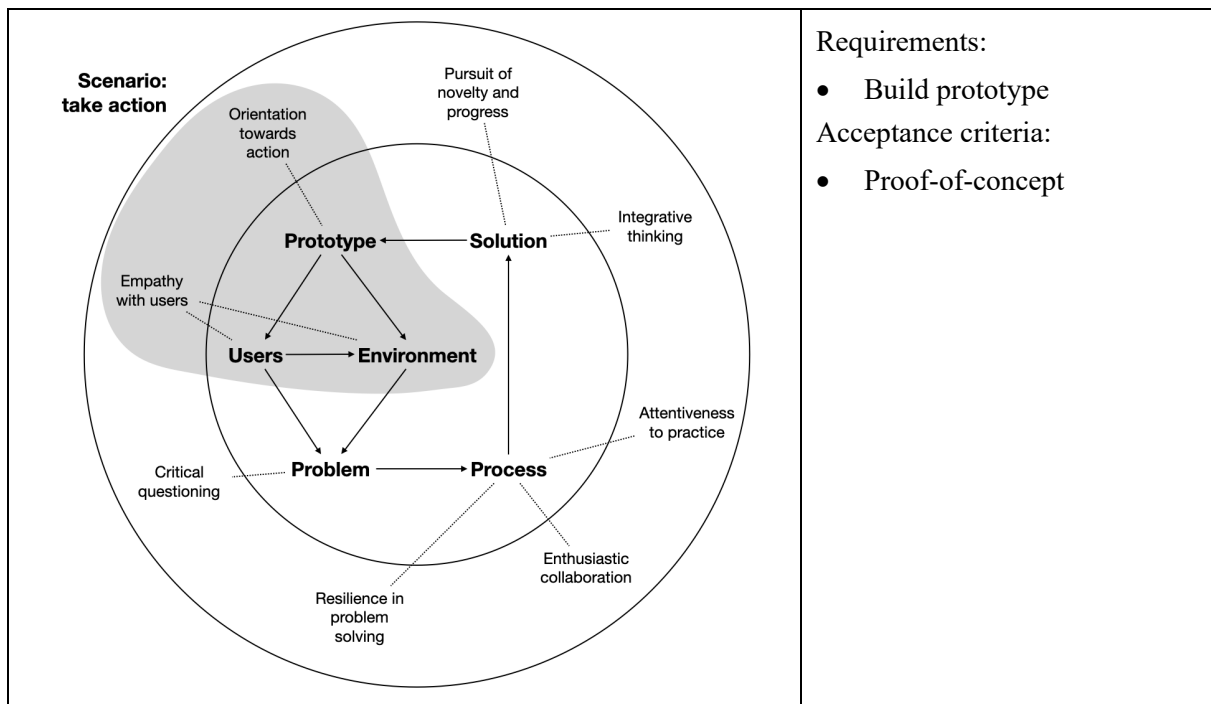 Scenario:
take action
Pursuit of
novelty and
progress
Orientation
towards
action
Integrative
thinking
Prototype
Solution
Empathy
with users
Users
Environment
Attentiveness
to practice
Critical
questioning
Problem
Process
Enthusiastic
collaboration
Resilience in
problem
solving
Requirements:
• Build prototype
Acceptance criteria:
• Proof-of-concept